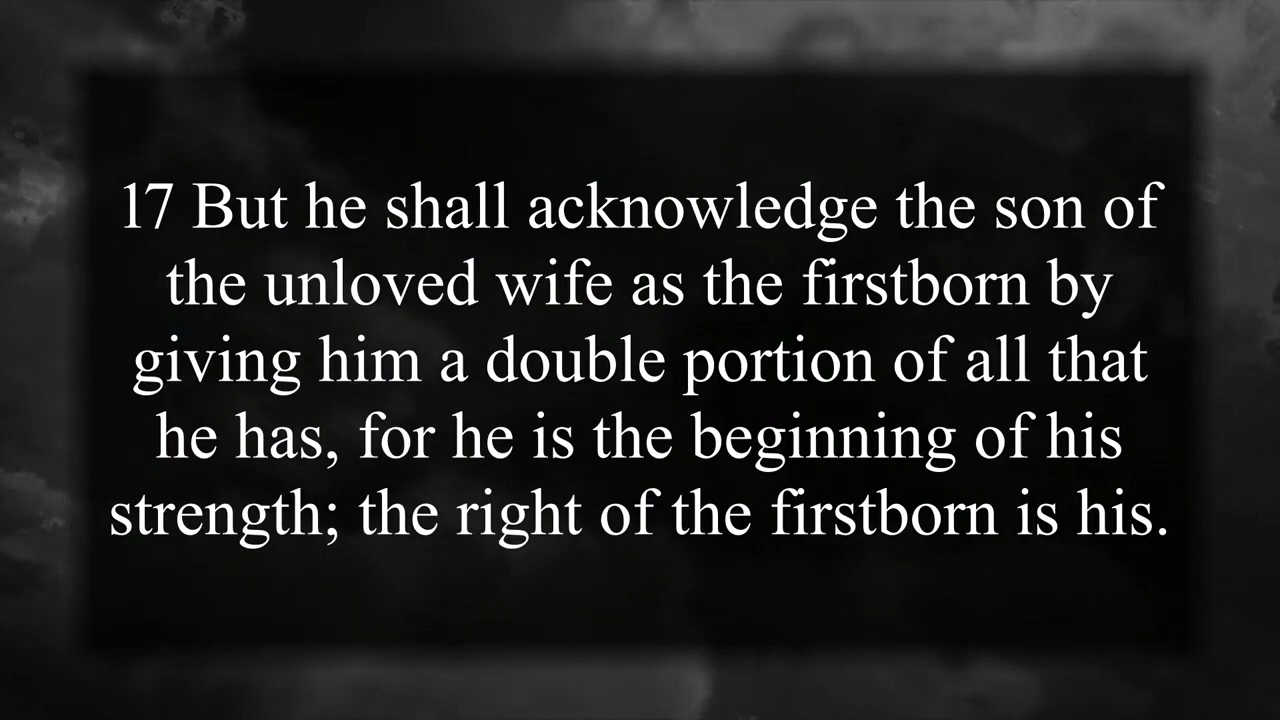 17 But he shall acknowledge the son of
the unloved wife as the firstborn by
giving him a double portion of all that
he has, for he is the beginning of his
strength; the right of the firstborn is his.